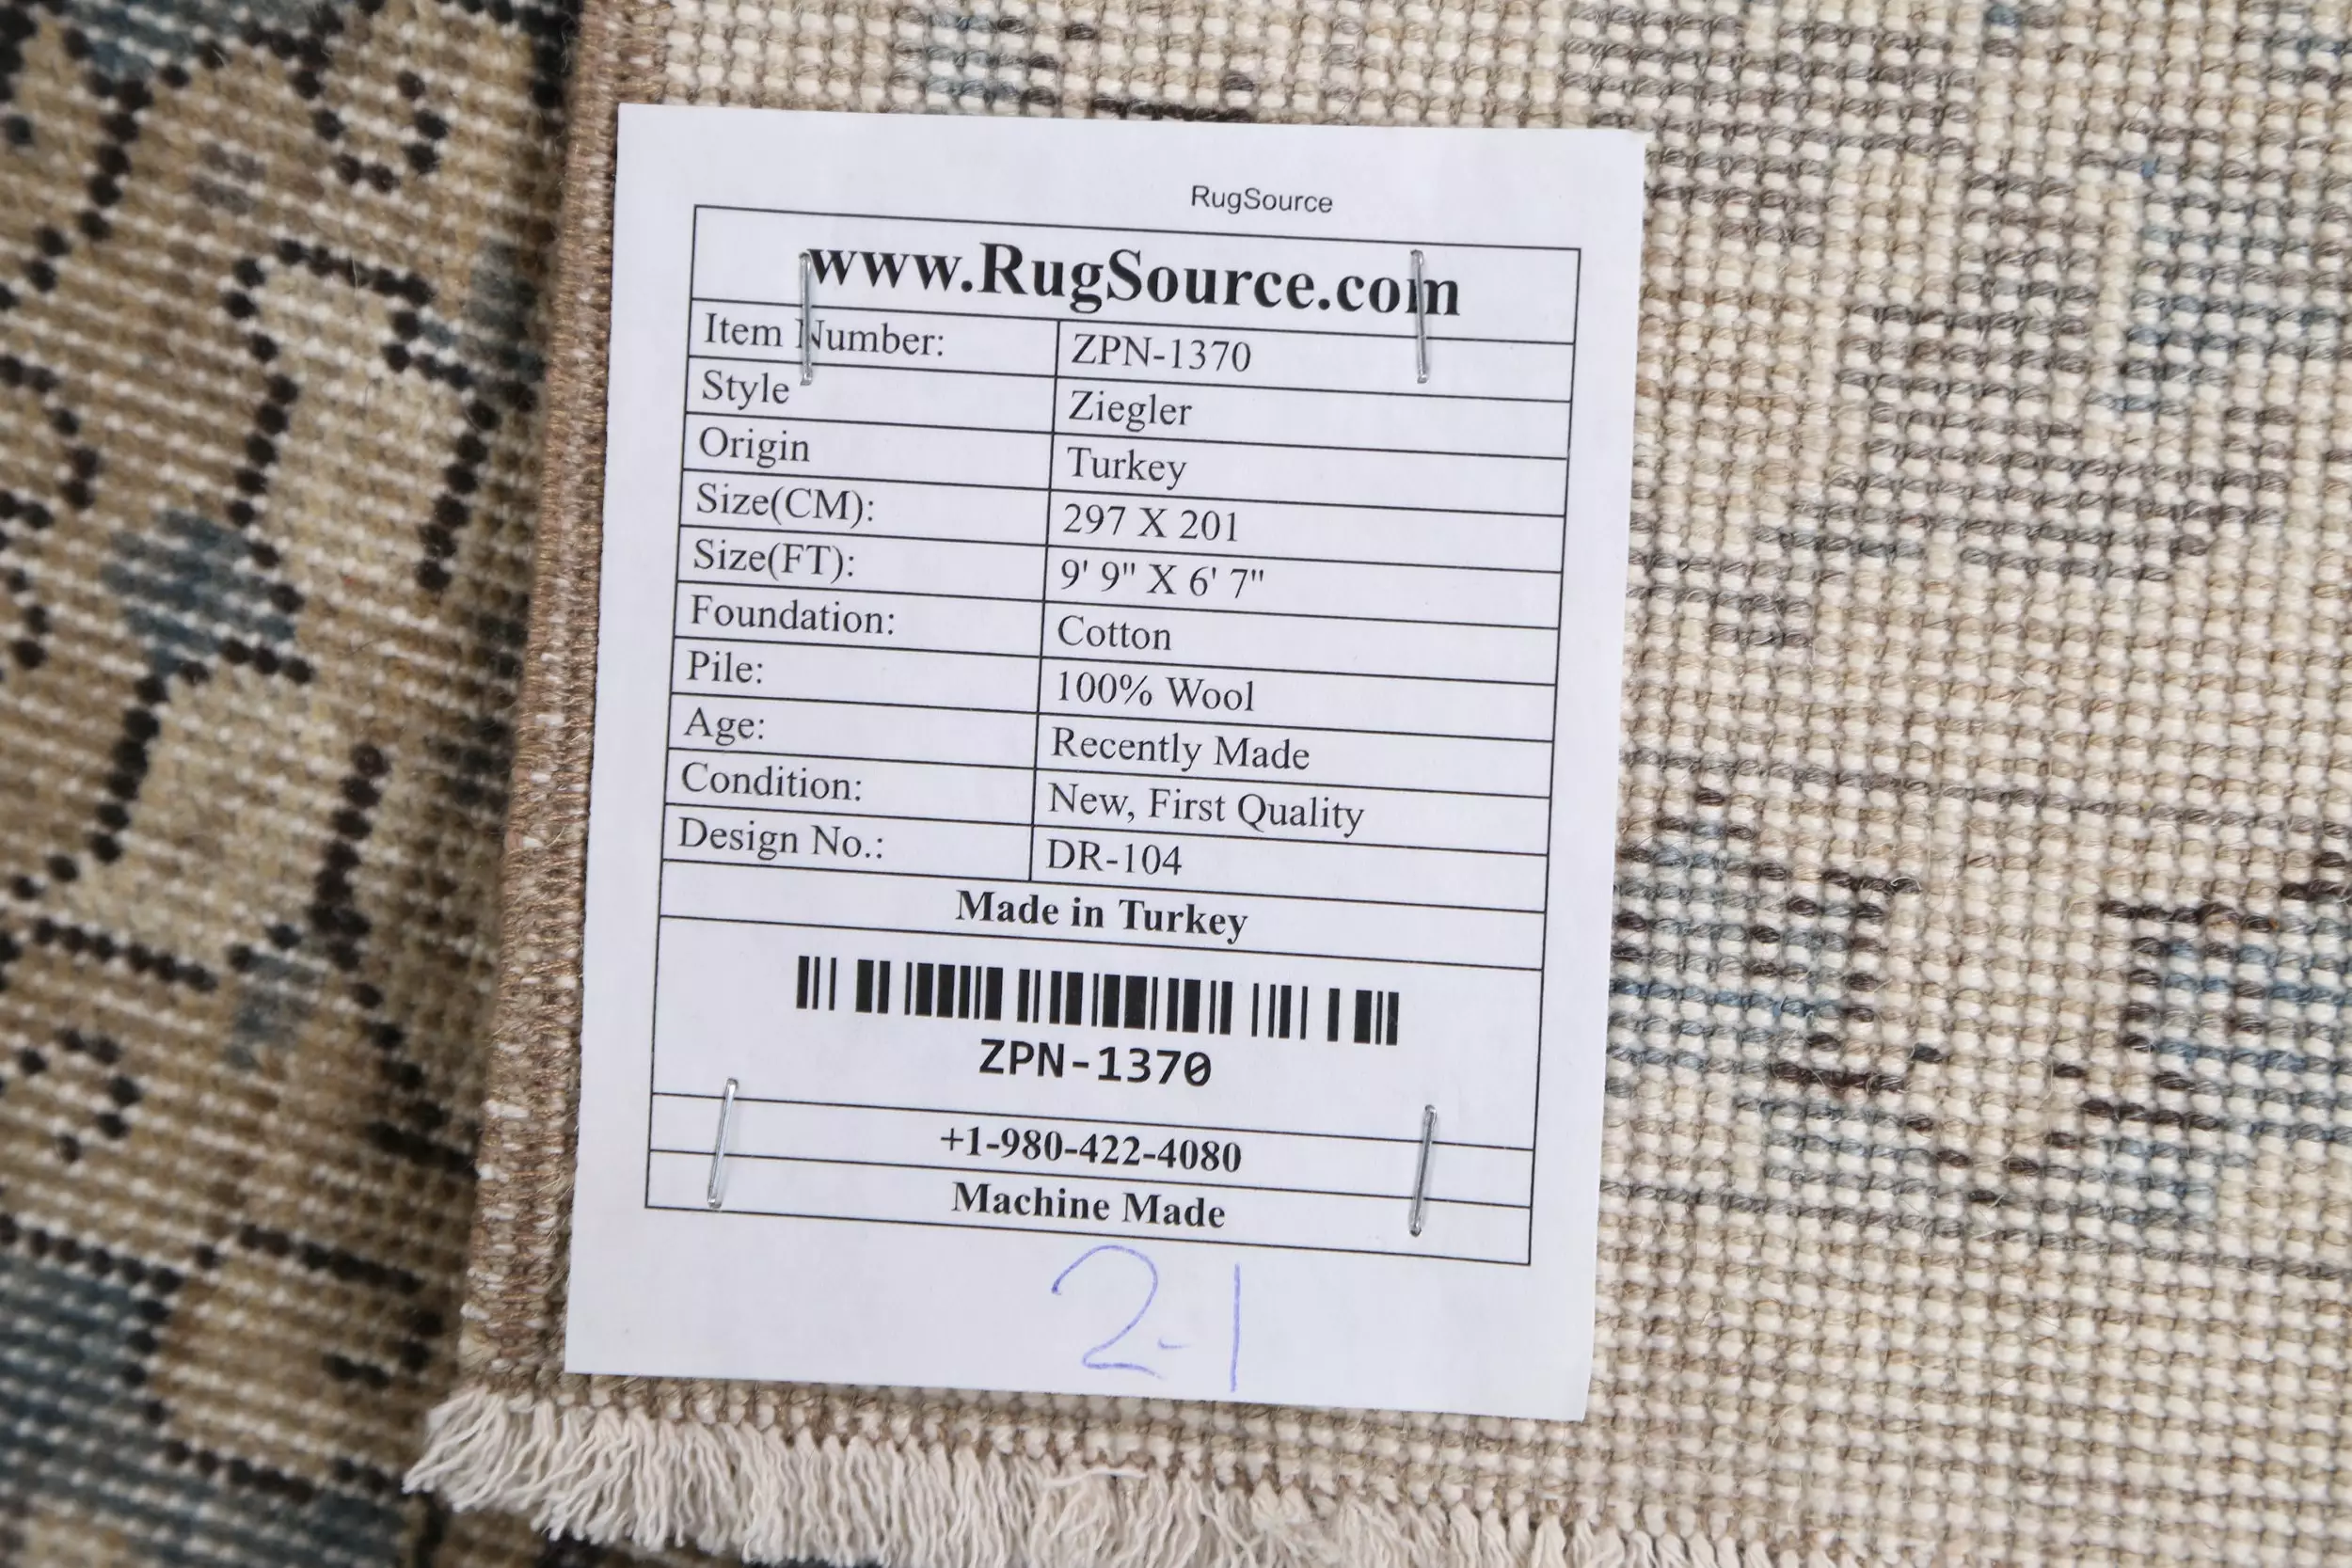 RugSource
www.RugSource.com
Item Number: ZPN-1370
Style Ziegler
Origin Turkey
Size(CM): 297 X 201
Size(FT): 9' 9" X 6' 7"
Foundation: Cotton
Pile: 100% Wool
Age: Recently Made
Condition: New, First Quality
Design No.: DR-104
Made in Turkey
ZPN-1370
+1-980-422-4080
Machine Made
2-1